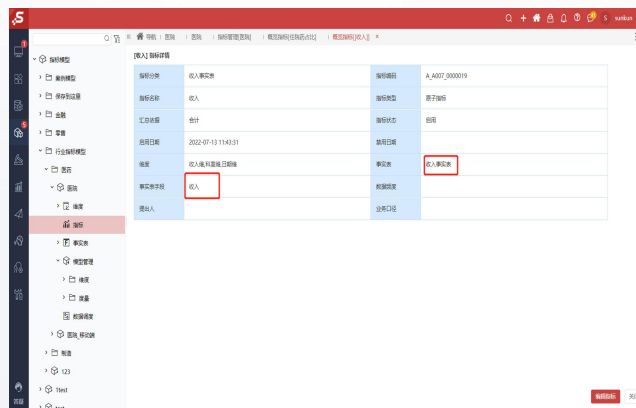 sunkun
导航
医院
医院
指标管理[医院]
概览指标[住院药占比]
概览指标[收入]
指标模型
案例模型
保存到这里
金融
零售
行业指标模型
医药
医院
维度
指标
事实表
模型管理
维度
度量
数据调度
医院_移动端
制造
123
Ttest
答疑
[收入] 指标详情
指标分类 收入事实表 指标编码 A_A007_0000019
指标名称 收入 指标类型 原子指标
汇总依据 合计 指标状态 启用
启用日期 2022-07-13 11:43:31 禁用日期
维度 收入维,科室维,日期维 事实表 收入事实表
事实表字段 收入 数据频度
提出人 业务口径
编辑指标